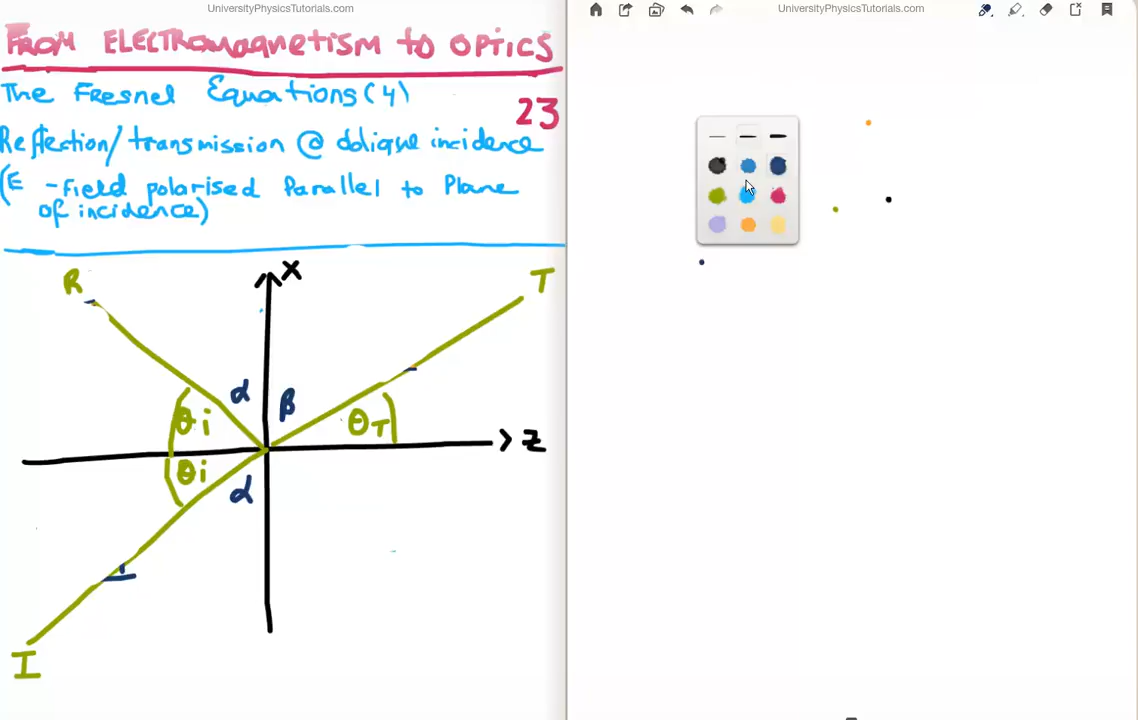 UniversityPhysicsTutorials.com
From Electromagnetism to Optics
The Fresnel Equations (4)
23
Reflection/transmission @ oblique incidence
(E -field polarised Parallel to Plane
of incidence)
R
X
T
α
β
θi
θT
Z
θi
α
I
UniversityPhysicsTutorials.com